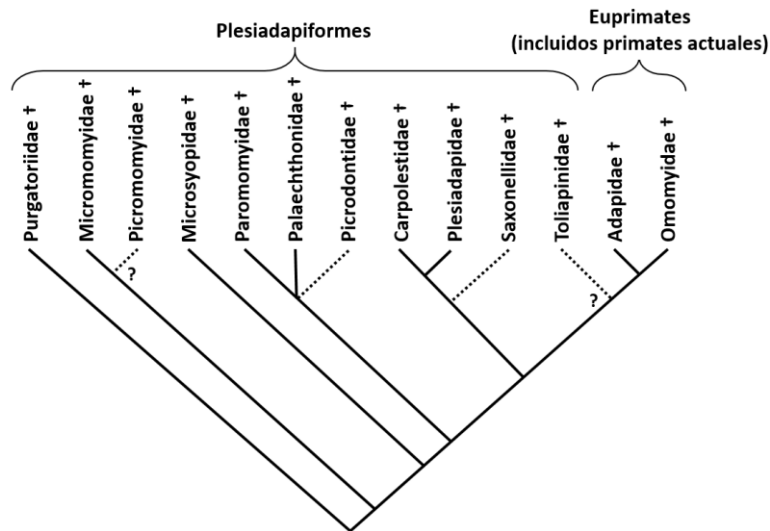 Plesiadapiformes
Euprimates
(incluidos primates actuales)
Purgatoriidae †
Micromomyidae †
Picromomyidae †
Microsyopidae †
Paromomyidae †
Palaechthonidae †
Picrodontidae †
Carpolestidae †
Plesiadapidae †
Saxonellidae †
Toliapinidae †
Adapidae †
Omomyidae †
?
?